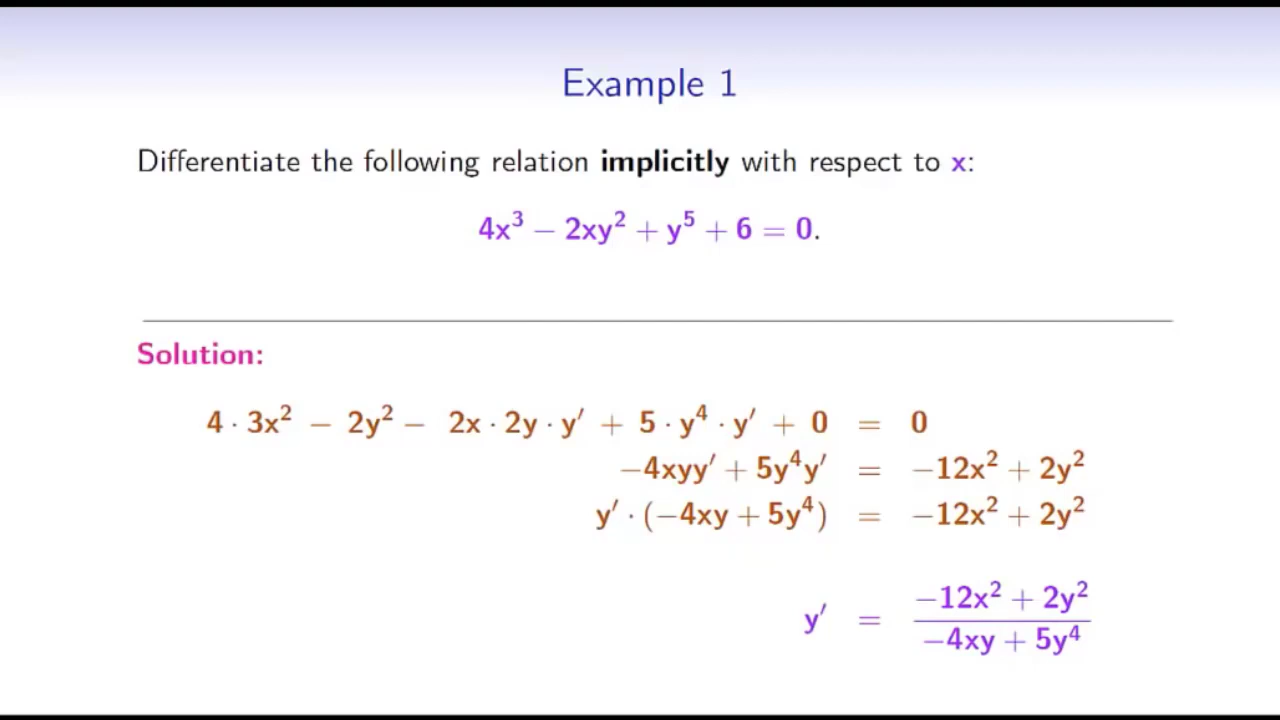 Example 1
Differentiate the following relation implicitly with respect to x:
4x³ − 2xy² + y⁵ + 6 = 0.
Solution:
4 · 3x² − 2y² − 2x · 2y · y′ + 5 · y⁴ · y′ + 0 = 0
−4xyy′ + 5y⁴y′ = −12x² + 2y²
y′ · (−4xy + 5y⁴) = −12x² + 2y²
y′ = (−12x² + 2y²) / (−4xy + 5y⁴)